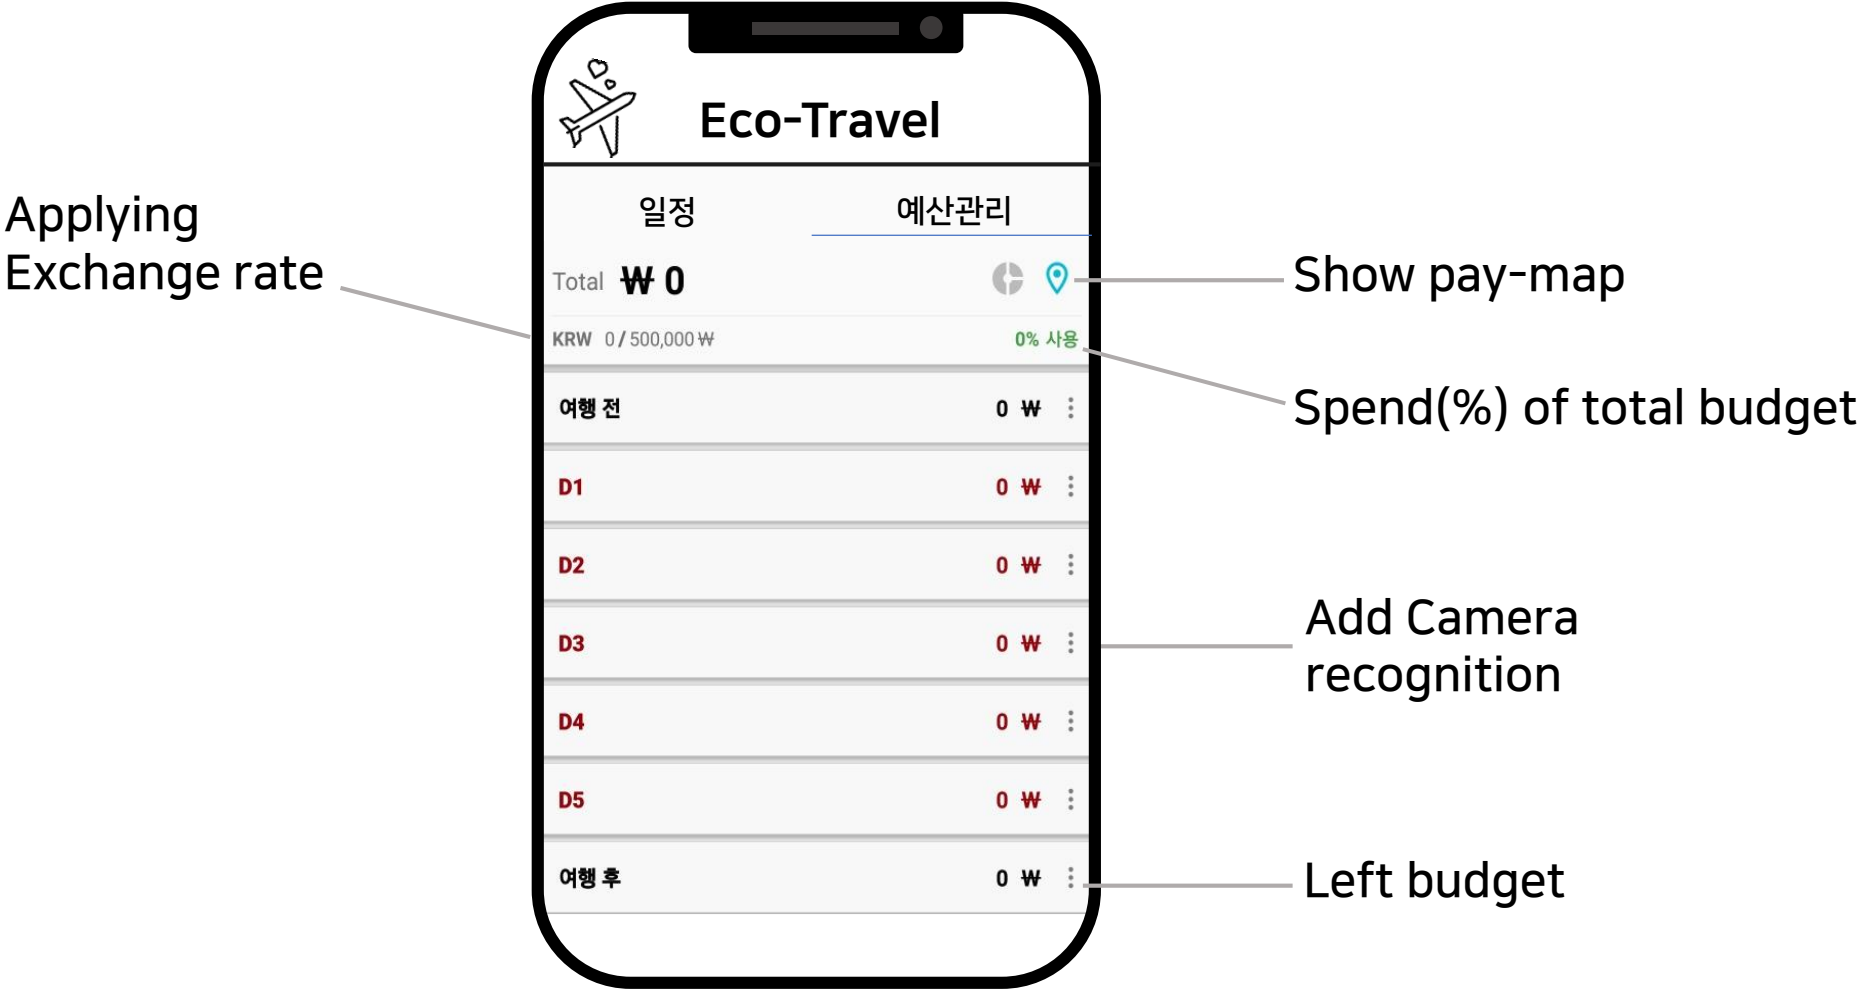 Eco-Travel
일정 예산관리
Total ₩ 0
KRW 0 / 500,000 ₩ 0% 사용
여행 전 0 ₩
D1 0 ₩
D2 0 ₩
D3 0 ₩
D4 0 ₩
D5 0 ₩
여행 후 0 ₩
Applying
Exchange rate
Show pay-map
Spend(%) of total budget
Add Camera
recognition
Left budget